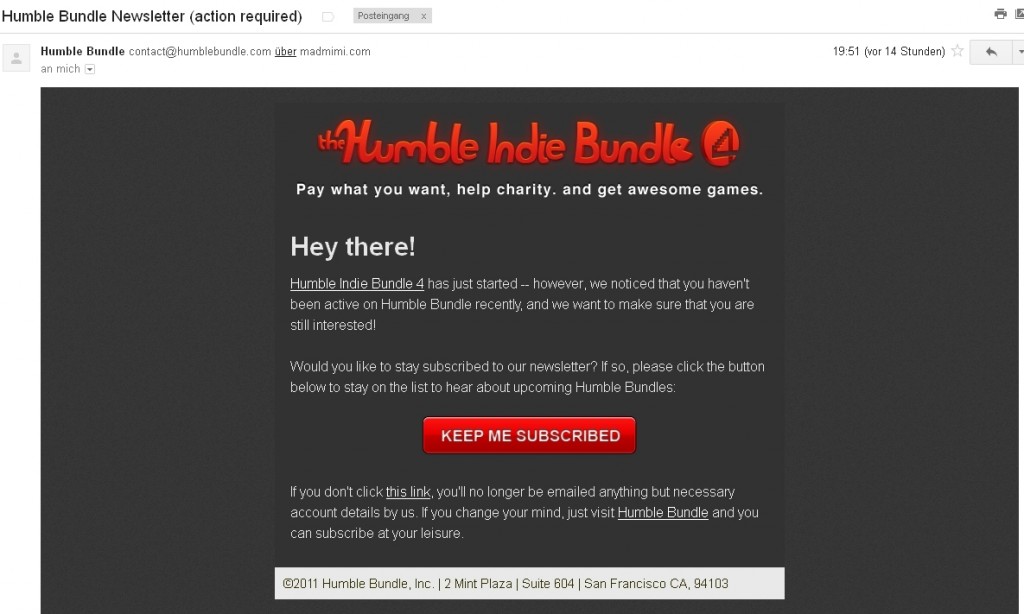 Humble Bundle Newsletter (action required)
Posteingang x
Humble Bundle contact@humblebundle.com über madmimi.com
19:51 (vor 14 Stunden)
an mich
the Humble Indie Bundle 4
Pay what you want, help charity. and get awesome games.
Hey there!
Humble Indie Bundle 4 has just started -- however, we noticed that you haven't
been active on Humble Bundle recently, and we want to make sure that you are
still interested!
Would you like to stay subscribed to our newsletter? If so, please click the button
below to stay on the list to hear about upcoming Humble Bundles:
KEEP ME SUBSCRIBED
If you don't click this link, you'll no longer be emailed anything but necessary
account details by us. If you change your mind, just visit Humble Bundle and you
can subscribe at your leisure.
©2011 Humble Bundle, Inc. | 2 Mint Plaza | Suite 604 | San Francisco CA, 94103